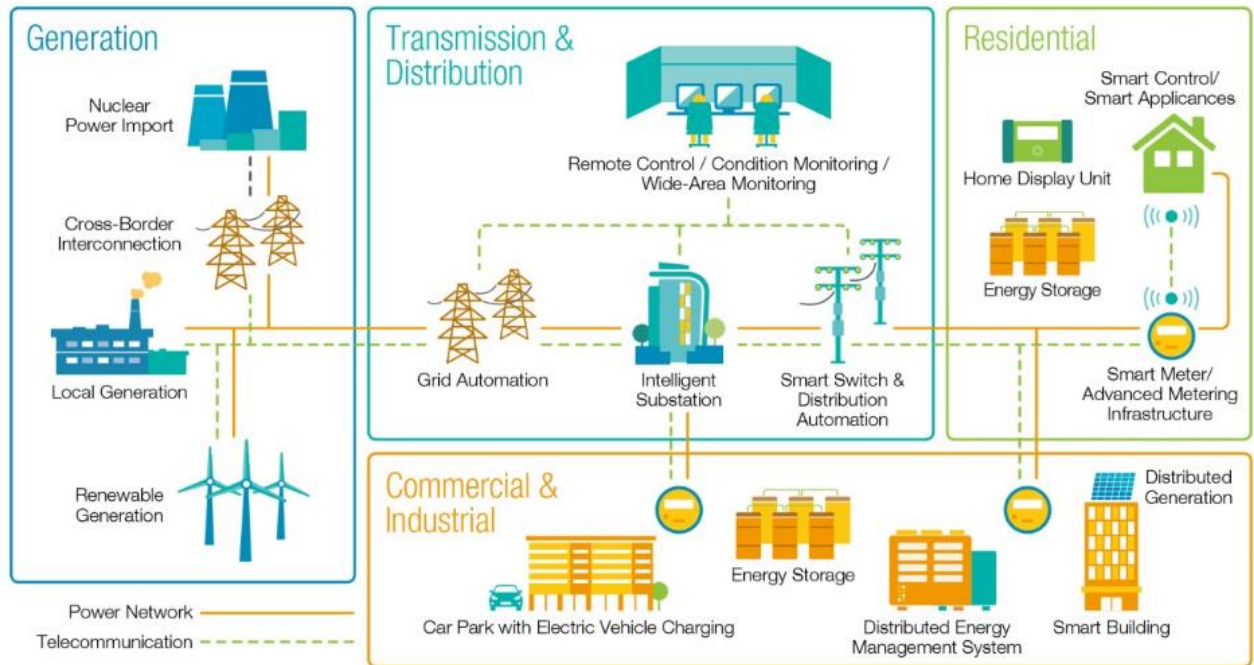 Generation
Nuclear
Power Import
Cross-Border
Interconnection
Local Generation
Renewable
Generation
Power Network
Telecommunication
Transmission &
Distribution
Remote Control / Condition Monitoring /
Wide-Area Monitoring
Grid Automation
Intelligent
Substation
Smart Switch &
Distribution
Automation
Residential
Smart Control/
Smart Applicances
Home Display Unit
Energy Storage
Smart Meter/
Advanced Metering
Infrastructure
Commercial &
Industrial
Car Park with Electric Vehicle Charging
Energy Storage
Distributed Energy
Management System
Distributed
Generation
Smart Building